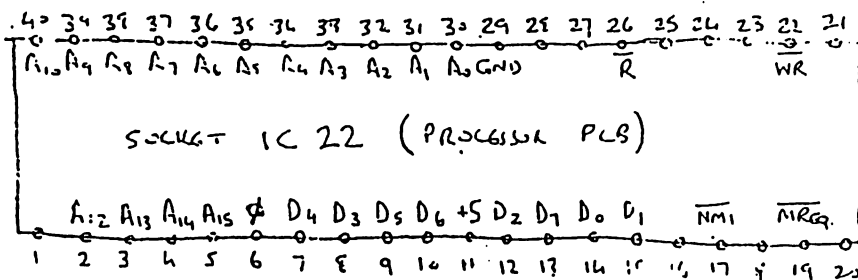 40 39 38 37 36 35 34 33 32 31 30 29 28 27 26 25 24 23 22 21
A10 A9 A8 A7 A6 A5 A4 A3 A2 A1 A0 GND R WR
SOCKET IC 22 (PROCESSOR PCB)
A12 A13 A14 A15 ɸ D4 D3 D5 D6 +5 D2 D7 D0 D1 NMI MREQ.
1 2 3 4 5 6 7 8 9 10 11 12 13 14 15 16 17 18 19 20